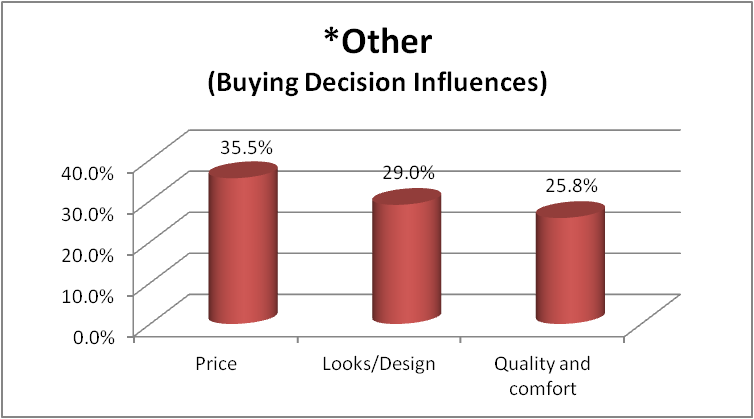 *Other
(Buying Decision Influences)
35.5%
29.0%
25.8%
40.0%
30.0%
20.0%
10.0%
0.0%
Price
Looks/Design
Quality and
comfort